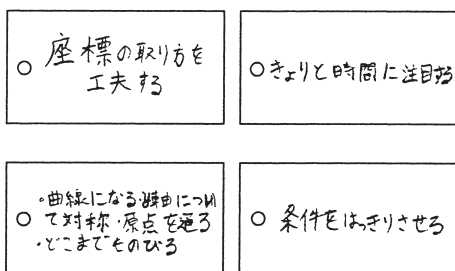 ○ 座標の取り方を
工夫する
○ きょりと時間に注目する
○ ・曲線になる理由につい
て対称・原点を通る
・どこまでものびる
○ 条件をはっきりさせる